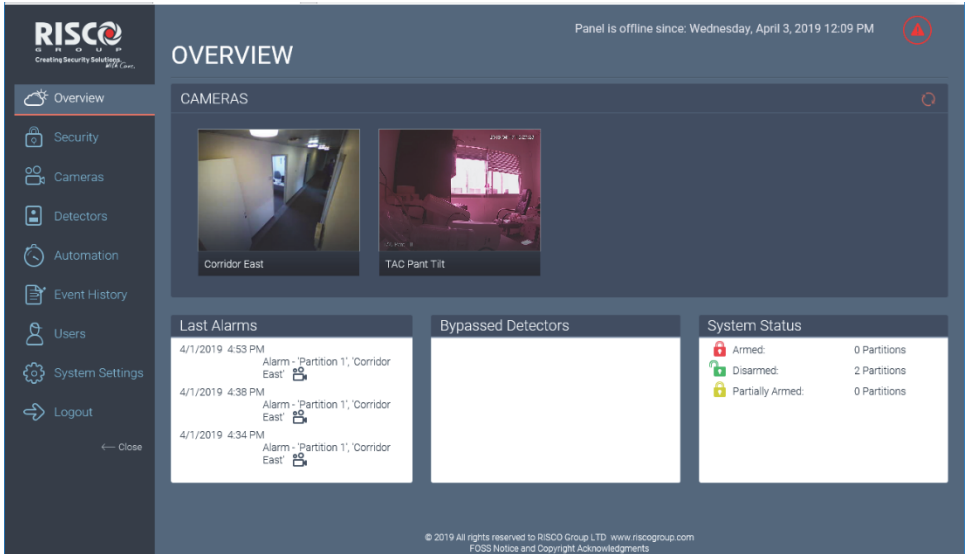 RISCO
GROUP
Creating Security Solutions
With Care.
Panel is offline since: Wednesday, April 3, 2019 12:09 PM
OVERVIEW
Overview
Security
Cameras
Detectors
Automation
Event History
Users
System Settings
Logout
← Close
CAMERAS
Corridor East
TAC Pant Tilt
Last Alarms
4/1/2019 4:53 PM
Alarm - 'Partition 1', 'Corridor
East'
4/1/2019 4:38 PM
Alarm - 'Partition 1', 'Corridor
East'
4/1/2019 4:34 PM
Alarm - 'Partition 1', 'Corridor
East'
Bypassed Detectors
System Status
Armed: 0 Partitions
Disarmed: 2 Partitions
Partially Armed: 0 Partitions
© 2019 All rights reserved to RISCO Group LTD www.riscogroup.com
FOSS Notice and Copyright Acknowledgments